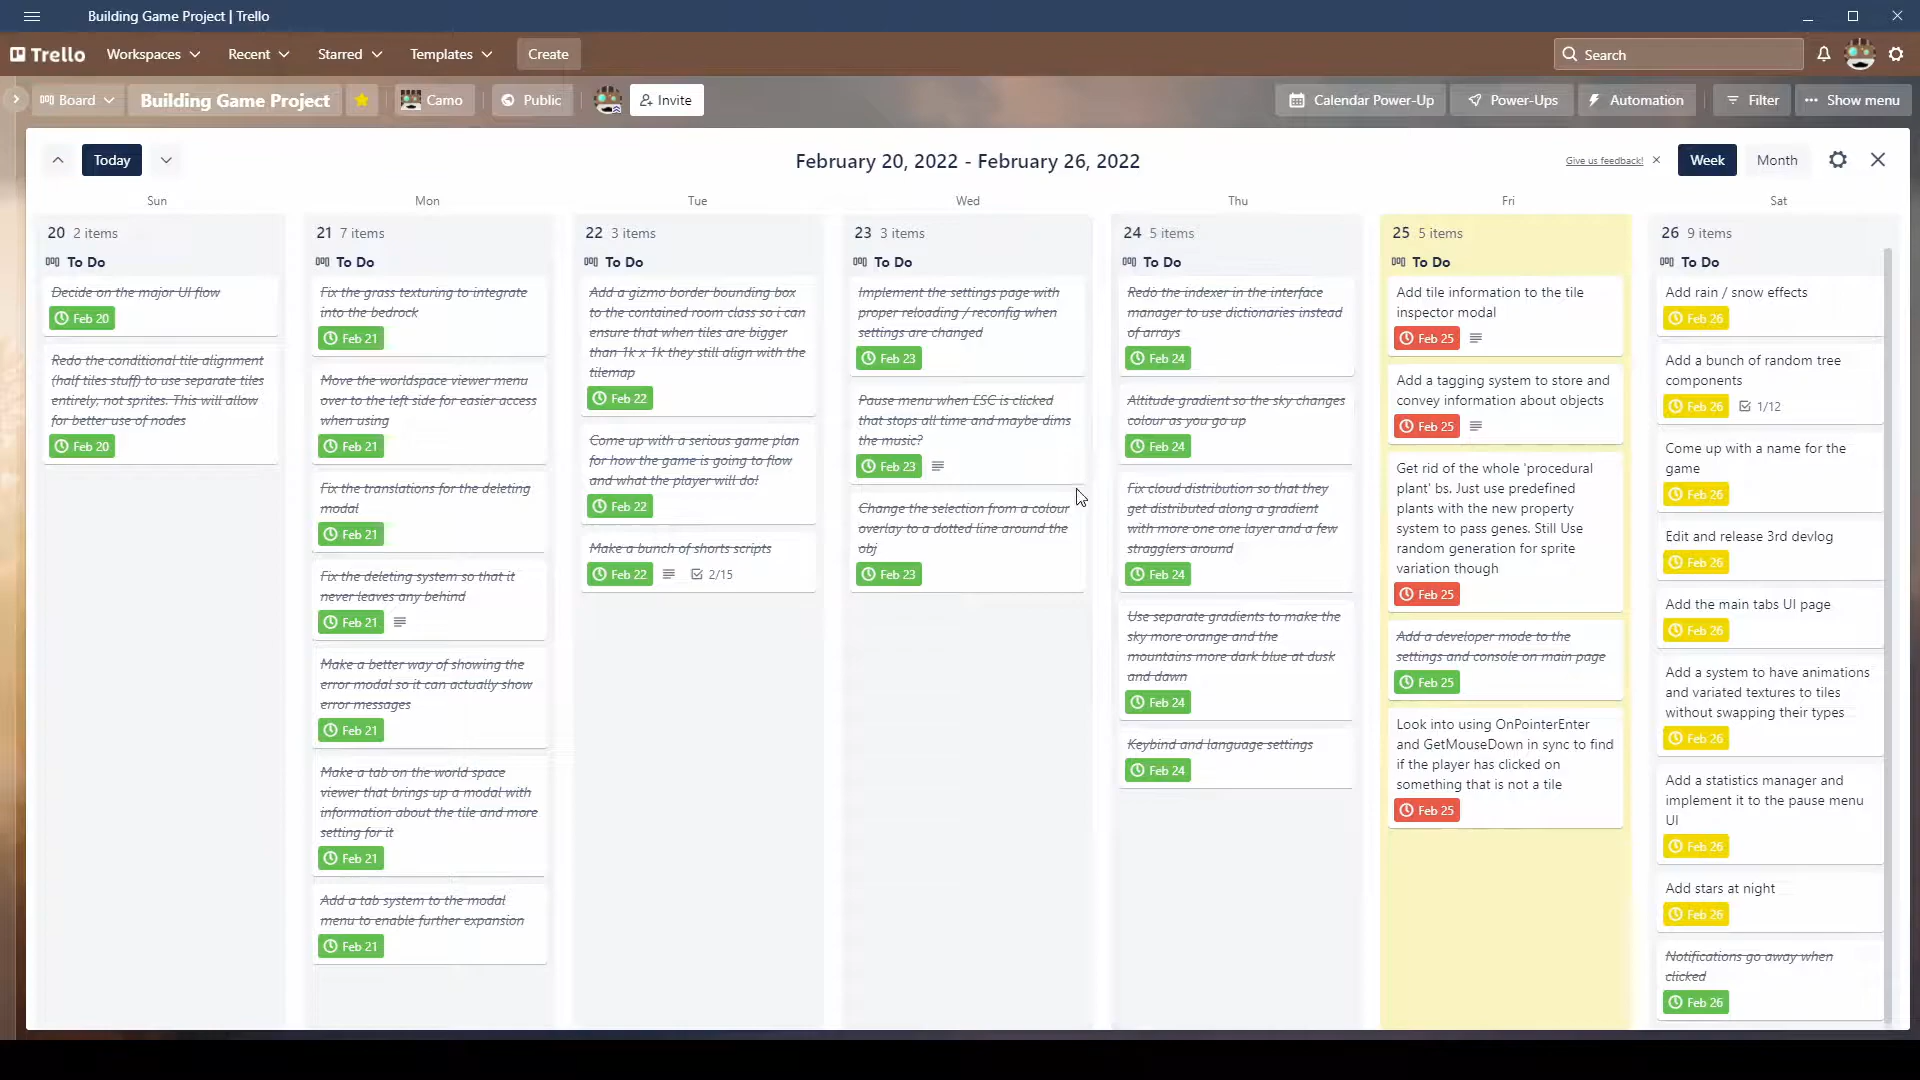 Building Game Project | Trello
Trello
Workspaces
Recent
Starred
Templates
Create
Search
Board
Building Game Project
Camo
Public
Invite
Calendar Power-Up
Power-Ups
Automation
Filter
Show menu
Today
February 20, 2022 - February 26, 2022
Give us feedback!
Week
Month
Sun
Mon
Tue
Wed
Thu
Fri
Sat
20 2 items
To Do
Decide on the major UI flow
Feb 20
Redo the conditional tile alignment
(half tiles stuff) to use separate tiles
entirely, not sprites. This will allow
for better use of nodes
Feb 20
21 7 items
To Do
Fix the grass texturing to integrate
into the bedrock
Feb 21
Move the worldspace viewer menu
over to the left side for easier access
when using
Feb 21
Fix the translations for the deleting
modal
Feb 21
Fix the deleting system so that it
never leaves any behind
Feb 21
Make a better way of showing the
error modal so it can actually show
error messages
Feb 21
Make a tab on the world space
viewer that brings up a modal with
information about the tile and more
setting for it
Feb 21
Add a tab system to the modal
menu to enable further expansion
Feb 21
22 3 items
To Do
Add a gizmo border bounding box
to the contained room class so i can
ensure that when tiles are bigger
than 1k x 1k they still align with the
tilemap
Feb 22
Come up with a serious game plan
for how the game is going to flow
and what the player will do!
Feb 22
Make a bunch of shorts scripts
Feb 22 2/15
23 3 items
To Do
Implement the settings page with
proper reloading / reconfig when
settings are changed
Feb 23
Pause menu when ESC is clicked
that stops all time and maybe dims
the music?
Feb 23
Change the selection from a colour
overlay to a dotted line around the
obj
Feb 23
24 5 items
To Do
Redo the indexer in the interface
manager to use dictionaries instead
of arrays
Feb 24
Altitude gradient so the sky changes
colour as you go up
Feb 24
Fix cloud distribution so that they
get distributed along a gradient
with more one one layer and a few
stragglers around
Feb 24
Use separate gradients to make the
sky more orange and the
mountains more dark blue at dusk
and dawn
Feb 24
Keybind and language settings
Feb 24
25 5 items
To Do
Add tile information to the tile
inspector modal
Feb 25
Add a tagging system to store and
convey information about objects
Feb 25
Get rid of the whole 'procedural
plant' bs. Just use predefined
plants with the new property
system to pass genes. Still Use
random generation for sprite
variation though
Feb 25
Add a developer mode to the
settings and console on main page
Feb 25
Look into using OnPointerEnter
and GetMouseDown in sync to find
if the player has clicked on
something that is not a tile
Feb 25
26 9 items
To Do
Add rain / snow effects
Feb 26
Add a bunch of random tree
components
Feb 26 1/12
Come up with a name for the
game
Feb 26
Edit and release 3rd devlog
Feb 26
Add the main tabs UI page
Feb 26
Add a system to have animations
and variated textures to tiles
without swapping their types
Feb 26
Add a statistics manager and
implement it to the pause menu
UI
Feb 26
Add stars at night
Feb 26
Notifications go away when
clicked
Feb 26